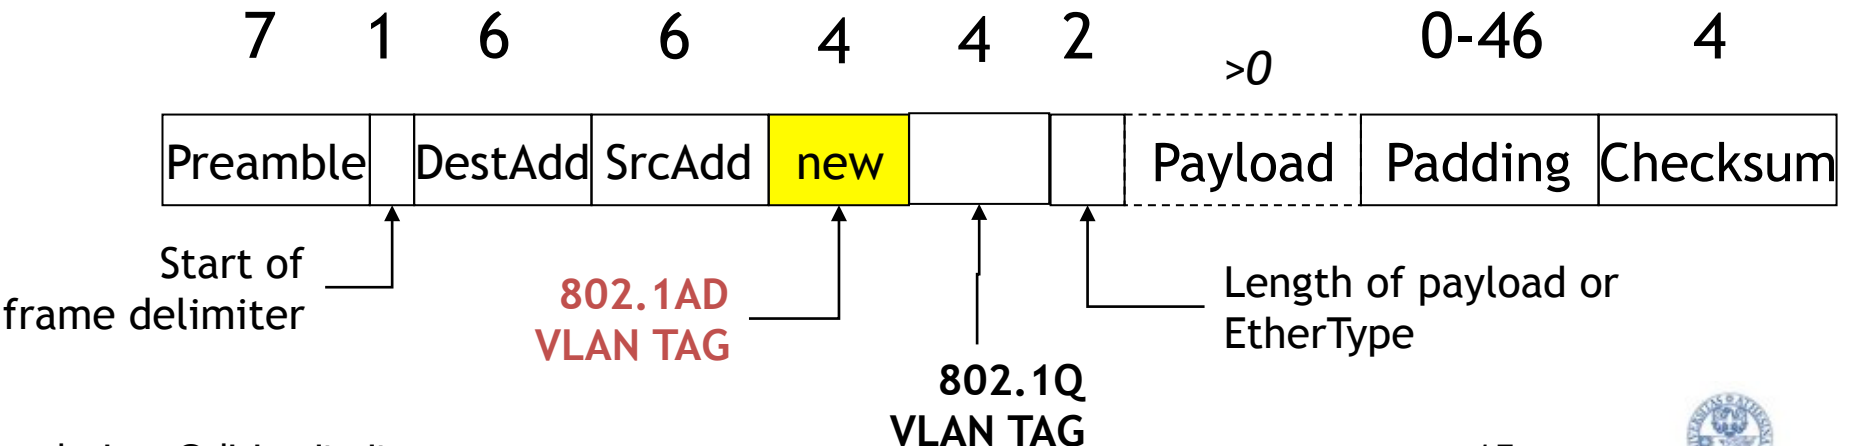 7 1 6 6 4 4 2 >0 0-46 4
Preamble DestAdd SrcAdd new Payload Padding Checksum
Start of
frame delimiter
802.1AD
VLAN TAG
802.1Q
VLAN TAG
Length of payload or
EtherType